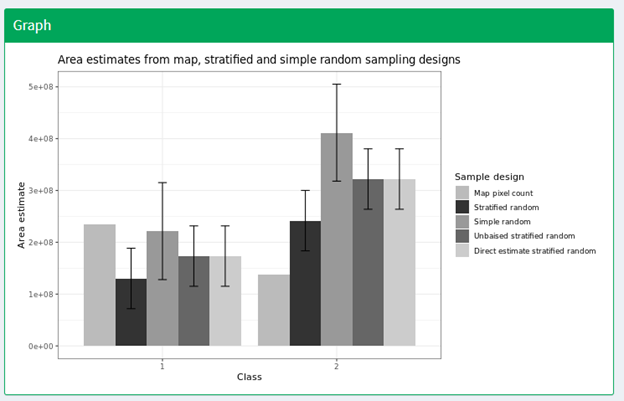 Graph
Area estimates from map, stratified and simple random sampling designs
5e+08
4e+08
3e+08
2e+08
1e+08
0e+00
Area estimate
1
2
Class
Sample design
Map pixel count
Stratified random
Simple random
Unbaised stratified random
Direct estimate stratified random